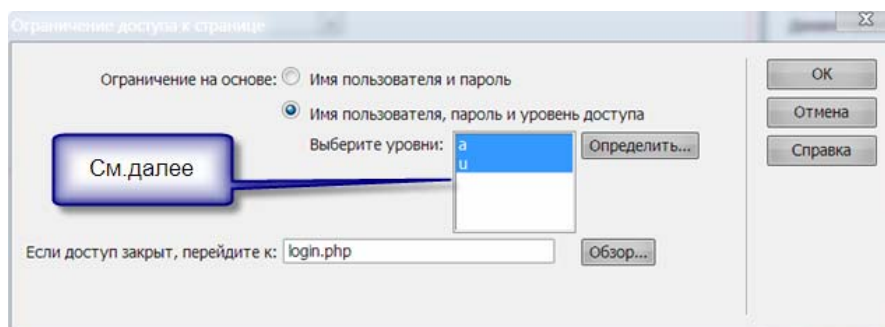 Ограничение доступа к странице
Ограничение на основе:
Имя пользователя и пароль
Имя пользователя, пароль и уровень доступа
Выберите уровни:
a
u
Определить...
См.далее
Если доступ закрыт, перейдите к:
login.php
Обзор...
ОК
Отмена
Справка